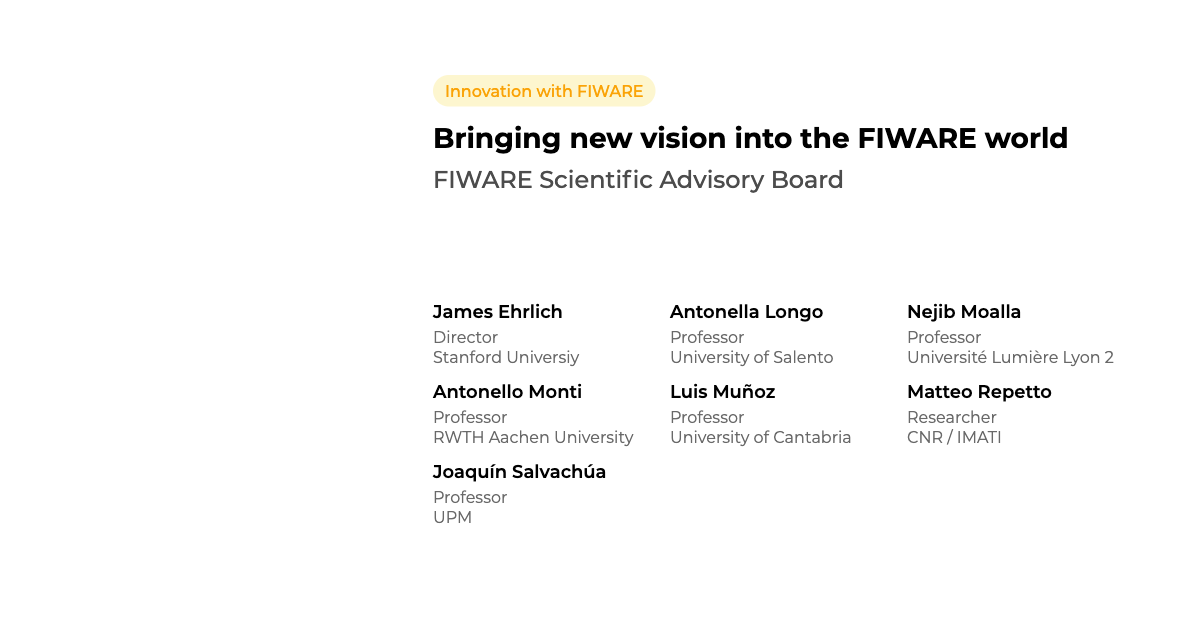 Innovation with FIWARE
Bringing new vision into the FIWARE world
FIWARE Scientific Advisory Board
James Ehrlich
Director
Stanford Universiy
Antonella Longo
Professor
University of Salento
Nejib Moalla
Professor
Université Lumière Lyon 2
Antonello Monti
Professor
RWTH Aachen University
Luis Muñoz
Professor
University of Cantabria
Matteo Repetto
Researcher
CNR / IMATI
Joaquín Salvachúa
Professor
UPM